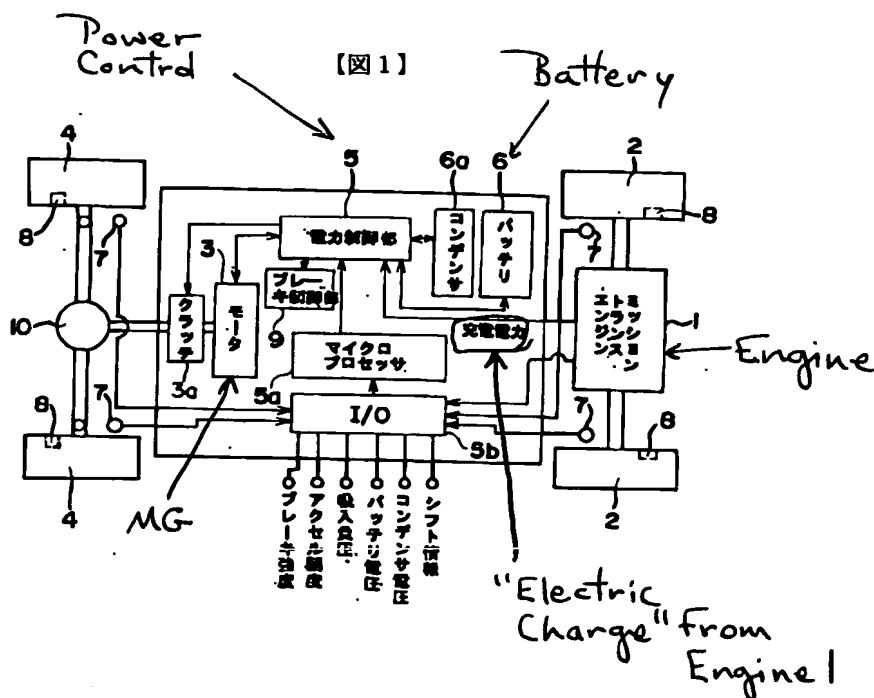 Power
Control
【図1】
Battery
4
5
6a
6
2
8
7
電力制御部
コンデンサ
バッテリ
8
7
3
10
クラッチ
モータ
ブレー
キ制御部
9
エンジン
トランス
ミッション
1
Engine
充電電力
マイクロ
プロセッサ
3a
5a
8
7
I/O
7
8
5b
4
2
MG
ブレーキ強度
アクセル開度
吸入負圧
バッテリ電圧
コンデンサ電圧
シフト情報
"Electric
Charge" From
Engine 1